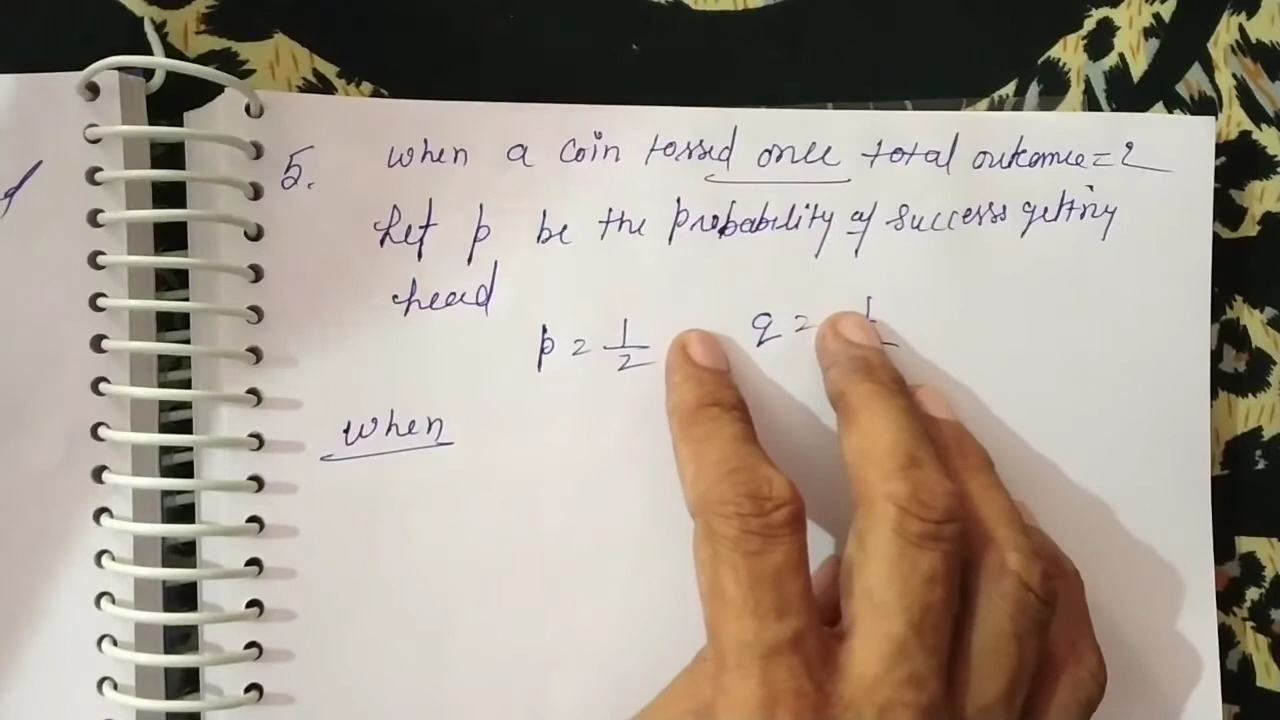 5. when a coin tossed once total outcome = 2
Let p be the probability of success getting
head
p = 1/2 q =
when